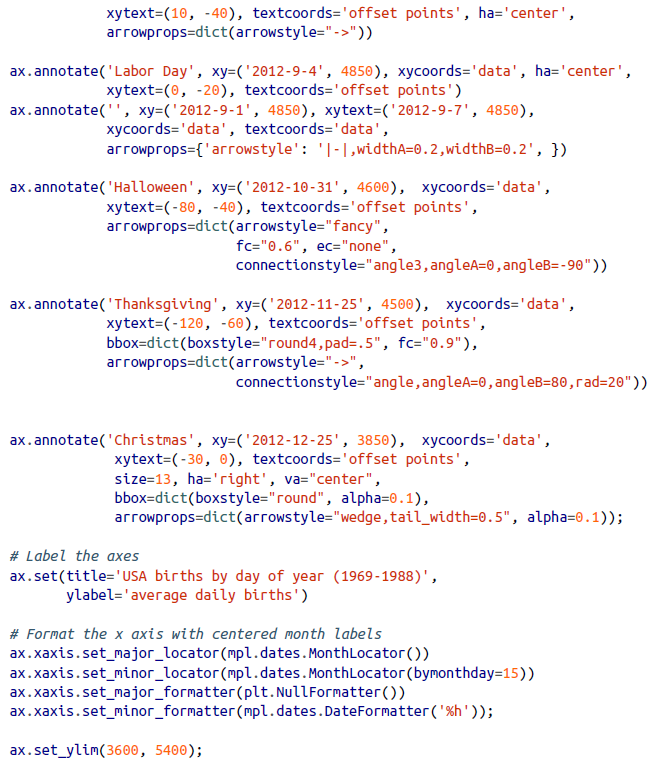 xytext=(10, -40), textcoords='offset points', ha='center',
arrowprops=dict(arrowstyle="->"))
ax.annotate('Labor Day', xy=('2012-9-4', 4850), xycoords='data', ha='center',
xytext=(0, -20), textcoords='offset points')
ax.annotate('', xy=('2012-9-1', 4850), xytext=('2012-9-7', 4850),
xycoords='data', textcoords='data',
arrowprops={'arrowstyle': '|-|,widthA=0.2,widthB=0.2', })
ax.annotate('Halloween', xy=('2012-10-31', 4600),  xycoords='data',
xytext=(-80, -40), textcoords='offset points',
arrowprops=dict(arrowstyle="fancy",
fc="0.6", ec="none",
connectionstyle="angle3,angleA=0,angleB=-90"))
ax.annotate('Thanksgiving', xy=('2012-11-25', 4500),  xycoords='data',
xytext=(-120, -60), textcoords='offset points',
bbox=dict(boxstyle="round4,pad=.5", fc="0.9"),
arrowprops=dict(arrowstyle="->",
connectionstyle="angle,angleA=0,angleB=80,rad=20"))
ax.annotate('Christmas', xy=('2012-12-25', 3850),  xycoords='data',
xytext=(-30, 0), textcoords='offset points',
size=13, ha='right', va="center",
bbox=dict(boxstyle="round", alpha=0.1),
arrowprops=dict(arrowstyle="wedge,tail_width=0.5", alpha=0.1));
# Label the axes
ax.set(title='USA births by day of year (1969-1988)',
ylabel='average daily births')
# Format the x axis with centered month labels
ax.xaxis.set_major_locator(mpl.dates.MonthLocator())
ax.xaxis.set_minor_locator(mpl.dates.MonthLocator(bymonthday=15))
ax.xaxis.set_major_formatter(plt.NullFormatter())
ax.xaxis.set_minor_formatter(mpl.dates.DateFormatter('%h'));
ax.set_ylim(3600, 5400);